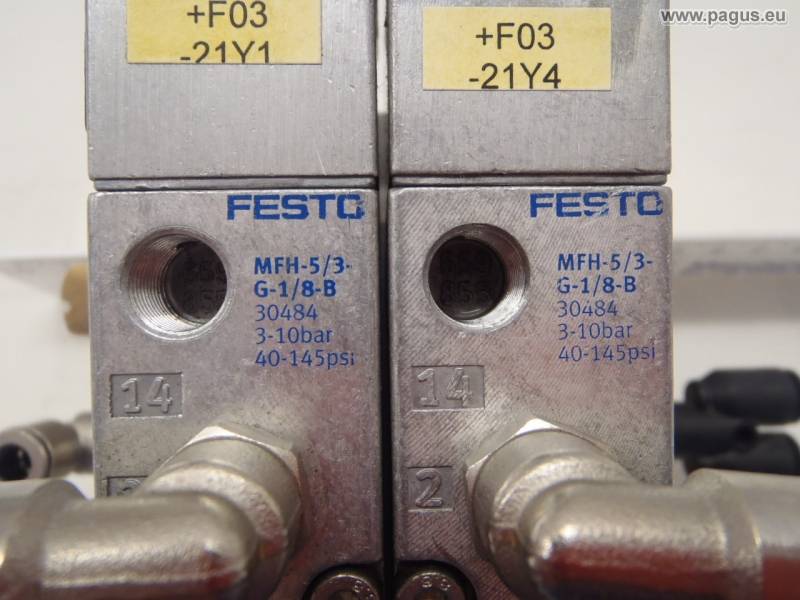 www.pagus.eu
+F03
-21Y1
+F03
-21Y4
FESTO
MFH-5/3-
G-1/8-B
30484
3-10bar
40-145psi
14
FESTO
MFH-5/3-
G-1/8-B
30484
3-10bar
40-145psi
14
2